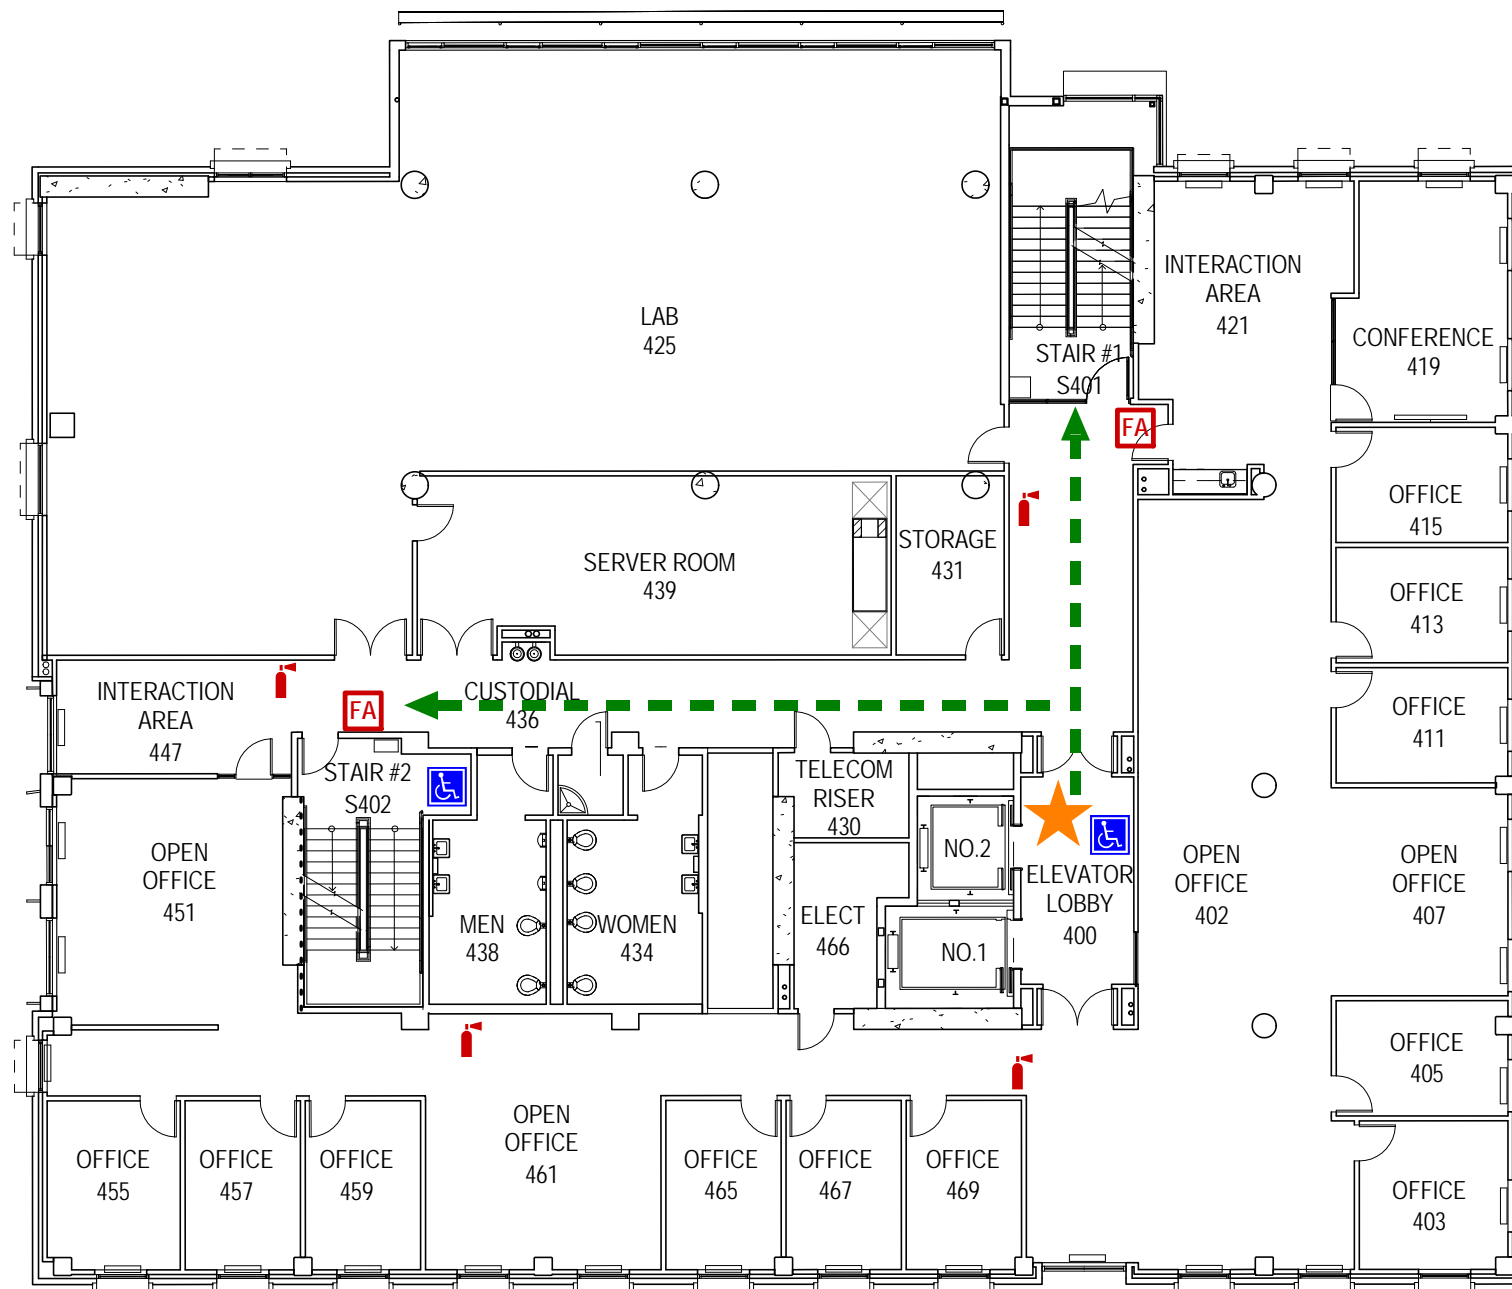 LAB
425
STAIR #1
S401
INTERACTION
AREA
421
CONFERENCE
419
FA
OFFICE
415
SERVER ROOM
439
STORAGE
431
OFFICE
413
INTERACTION
AREA
447
FA
CUSTODIAL
436
OFFICE
411
STAIR #2
S402
TELECOM
RISER
430
OPEN
OFFICE
451
NO.2
ELEVATOR
LOBBY
400
OPEN
OFFICE
402
OPEN
OFFICE
407
MEN
438
WOMEN
434
ELECT
466
NO.1
OFFICE
405
OFFICE
455
OFFICE
457
OFFICE
459
OPEN
OFFICE
461
OFFICE
465
OFFICE
467
OFFICE
469
OFFICE
403